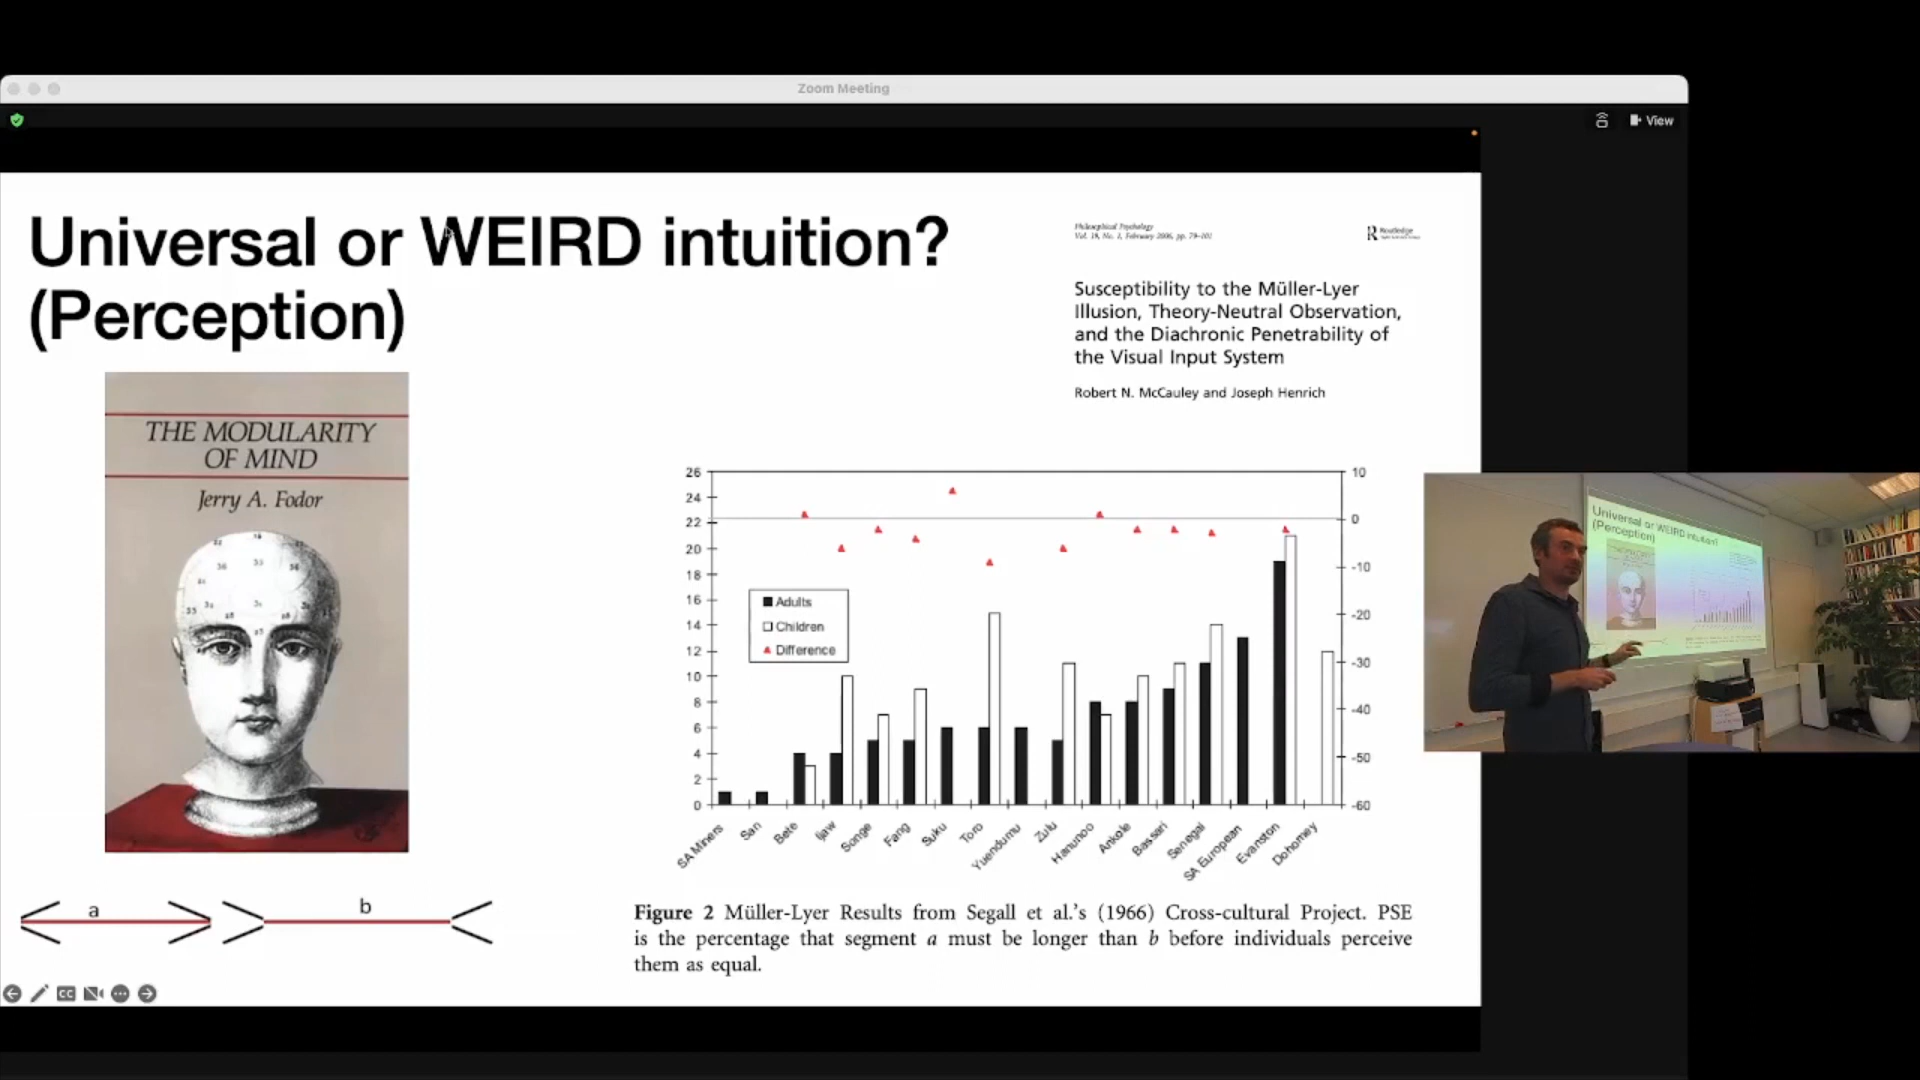 Zoom Meeting
View
Universal or WEIRD intuition?
(Perception)
Philosophical Psychology
Vol. 19, No. 1, February 2006, pp. 79–101
Routledge
Susceptibility to the Müller-Lyer
Illusion, Theory-Neutral Observation,
and the Diachronic Penetrability of
the Visual Input System
Robert N. McCauley and Joseph Henrich
THE MODULARITY
OF MIND
Jerry A. Fodor
a
b
26
24
22
20
18
16
14
12
10
8
6
4
2
0
10
0
-10
-20
-30
-40
-50
-60
Adults
Children
Difference
SA Miners
San
Bete
Ijaw
Songe
Fang
Suku
Toro
Yuendumu
Zulu
Hanunoo
Ankole
Bassari
Senegal
SA European
Evanston
Dohomey
Figure 2 Müller-Lyer Results from Segall et al.'s (1966) Cross-cultural Project. PSE
is the percentage that segment a must be longer than b before individuals perceive
them as equal.
CC
Universal or WEIRD intuition?
(Perception)